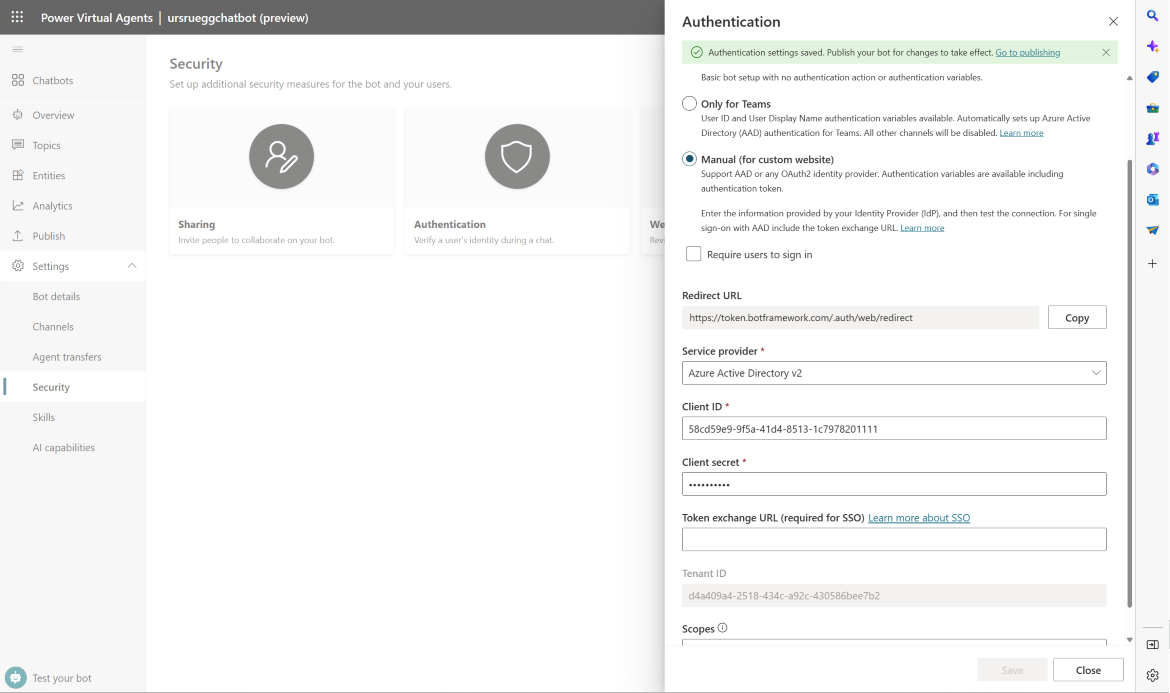 Power Virtual Agents | ursrueggchatbot (preview)
Chatbots
Overview
Topics
Entities
Analytics
Publish
Settings
Bot details
Channels
Agent transfers
Security
Skills
AI capabilities
Test your bot
Security
Set up additional security measures for the bot and your users.
Sharing
Invite people to collaborate on your bot.
Authentication
Verify a user's identity during a chat.
We
Rev
Authentication
Authentication settings saved. Publish your bot for changes to take effect. Go to publishing
Basic bot setup with no authentication action or authentication variables.
Only for Teams
User ID and User Display Name authentication variables available. Automatically sets up Azure Active
Directory (AAD) authentication for Teams. All other channels will be disabled. Learn more
Manual (for custom website)
Support AAD or any OAuth2 identity provider. Authentication variables are available including
authentication token.
Enter the information provided by your Identity Provider (IdP), and then test the connection. For single
sign-on with AAD include the token exchange URL. Learn more
Require users to sign in
Redirect URL
https://token.botframework.com/.auth/web/redirect
Copy
Service provider *
Azure Active Directory v2
Client ID *
58cd59e9-9f5a-41d4-8513-1c7978201111
Client secret *
••••••••••
Token exchange URL (required for SSO) Learn more about SSO
Tenant ID
d4a409a4-2518-434c-a92c-430586bee7b2
Scopes
Save
Close